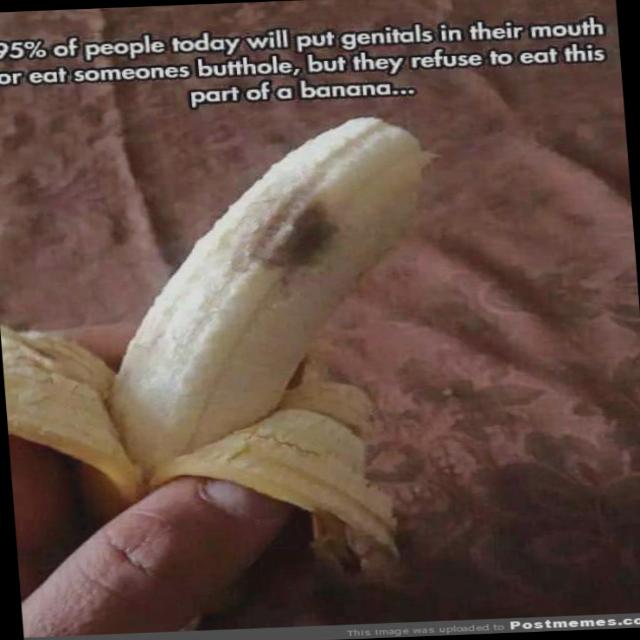 95% of people today will put genitals in their mouth
or eat someones butthole, but they refuse to eat this
part of a banana...
This image was uploaded to Postmemes.co